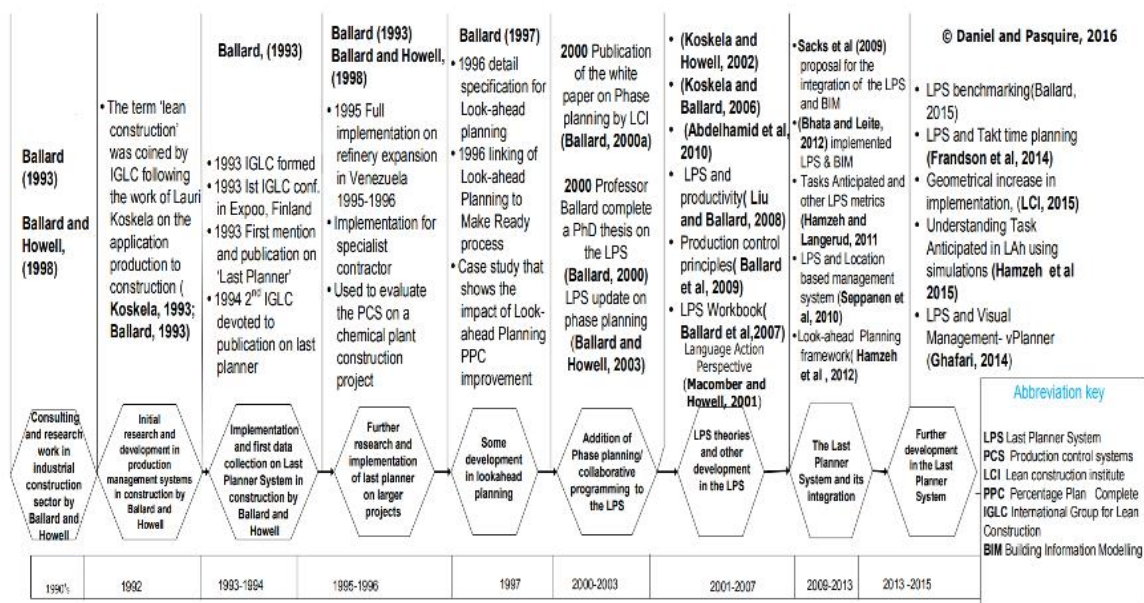 Ballard
(1993)
Ballard and
Howell,
(1998)
• The term 'lean
construction'
was coined by
IGLC following
the work of Lauri
Koskela on the
application
production to
construction (
Koskela, 1993;
Ballard, 1993)
Ballard, (1993)
• 1993 IGLC formed
• 1993 Ist IGLC conf.
in Expoo, Finland
• 1993 First mention
and publication on
'Last Planner'
• 1994 2nd IGLC
devoted to
publication on last
planner
Ballard (1993)
Ballard and Howell,
(1998)
• 1995 Full
implementation on
refinery expansion
in Venezuela
1995-1996
• Implementation for
specialist
contractor
• Used to evaluate
the PCS on a
chemical plant
construction
project
Ballard (1997)
• 1996 detail
specification for
Look-ahead
planning
• 1996 linking of
Look-ahead
Planning to
Make Ready
process
• Case study that
shows the
impact of Look-
ahead Planning
PPC
improvement
2000 Publication
of the white
paper on Phase
planning by LCI
(Ballard, 2000a)
2000 Professor
Ballard complete
a PhD thesis on
the LPS
(Ballard, 2000)
LPS update on
phase planning
(Ballard and
Howell, 2003)
• (Koskela and
Howell, 2002)
• (Koskela and
Ballard, 2006)
• (Abdelhamid et al,
2010)
• LPS and
productivity( Liu
and Ballard, 2008)
• Production control
principles( Ballard
et al, 2009)
• LPS Workbook(
Ballard et al,2007)
Language Action
Perspective
(Macomber and
Howell, 2001)
• Sacks et al (2009)
proposal for the
integration of the LPS
and BIM
• (Bhata and Leite,
2012) implemented
LPS & BIM
• Tasks Anticipated and
other LPS metrics
(Hamzeh and
Langerud, 2011
• LPS and Location
based management
system (Seppanen et
al, 2010)
• Look-ahead Planning
framework( Hamzeh
et al , 2012)
© Daniel and Pasquire, 2016
• LPS benchmarking(Ballard,
2015)
• LPS and Takt time planning
(Frandson et al, 2014)
• Geometrical increase in
implementation, (LCI, 2015)
• Understanding Task
Anticipated in LAh using
simulations (Hamzeh et al
2015)
• LPS and Visual
Management- vPlanner
(Ghafari, 2014)
Consulting
and research
work in
industrial
construction
sector by
Ballard and
Howell
Initial
research and
development in
production
management systems
in construction by
Ballard and
Howell
Implementation
and first data
collection on Last
Planner System in
construction by
Ballard and
Howell
Further
research and
implementation
of last planner
on larger
projects
Some
development
in lookahead
planning
Addition of
Phase planning/
collaborative
programming to
the LPS
LPS theories
and other
development
in the LPS
The Last
Planner
System and its
integration
Further
development
in the Last
Planner
System
Abbreviation key
LPS Last Planner System
PCS Production control systems
LCI Lean construction institute
PPC Percentage Plan Complete
IGLC International Group for Lean
Construction
BIM Building Information Modelling
1990's
1992
1993-1994
1995-1996
1997
2000-2003
2001-2007
2009-2013
2013 -2015